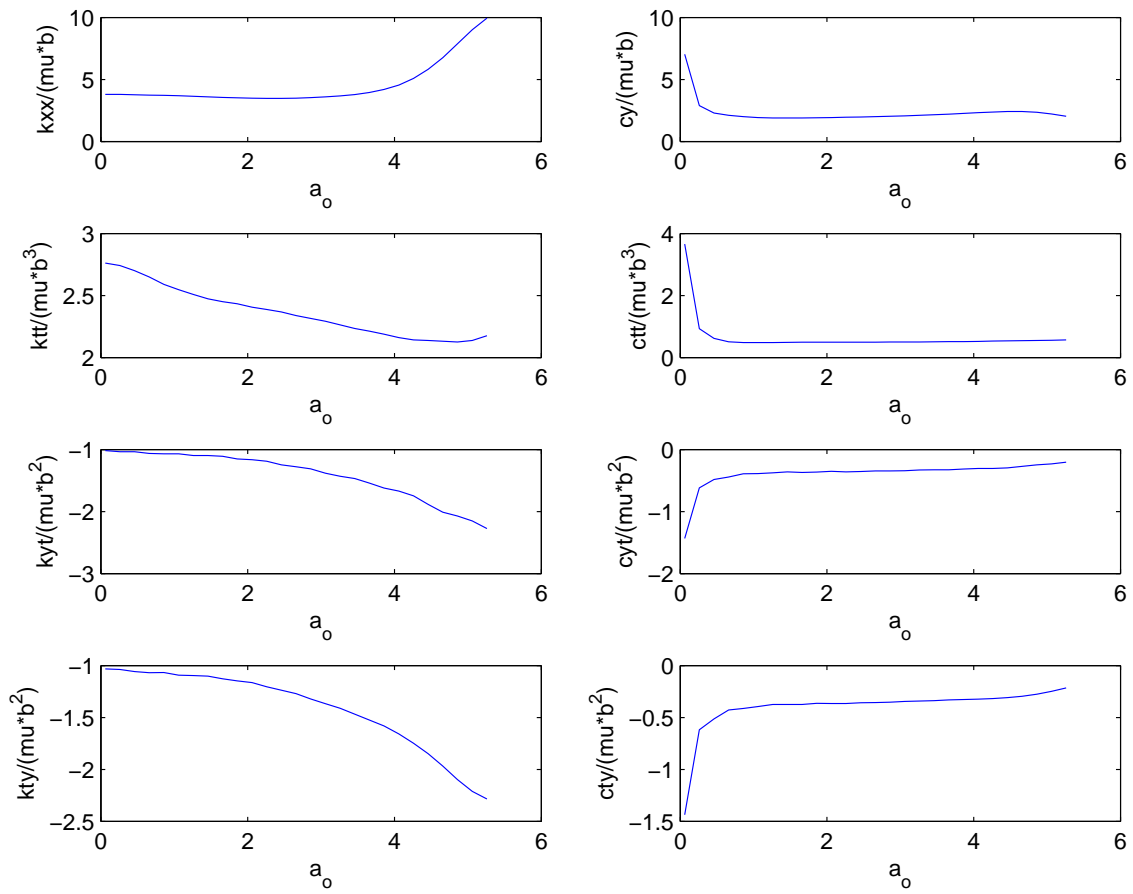 10
5
0
kxx/(mu*b)
0 2 4 6
a_o
10
5
0
cy/(mu*b)
0 2 4 6
a_o
3
2.5
2
ktt/(mu*b^3)
0 2 4 6
a_o
4
2
0
ctt/(mu*b^3)
0 2 4 6
a_o
−1
−2
−3
kyt/(mu*b^2)
0 2 4 6
a_o
0
−1
−2
cyt/(mu*b^2)
0 2 4 6
a_o
−1
−1.5
−2
−2.5
kty/(mu*b^2)
0 2 4 6
a_o
0
−0.5
−1
−1.5
cty/(mu*b^2)
0 2 4 6
a_o